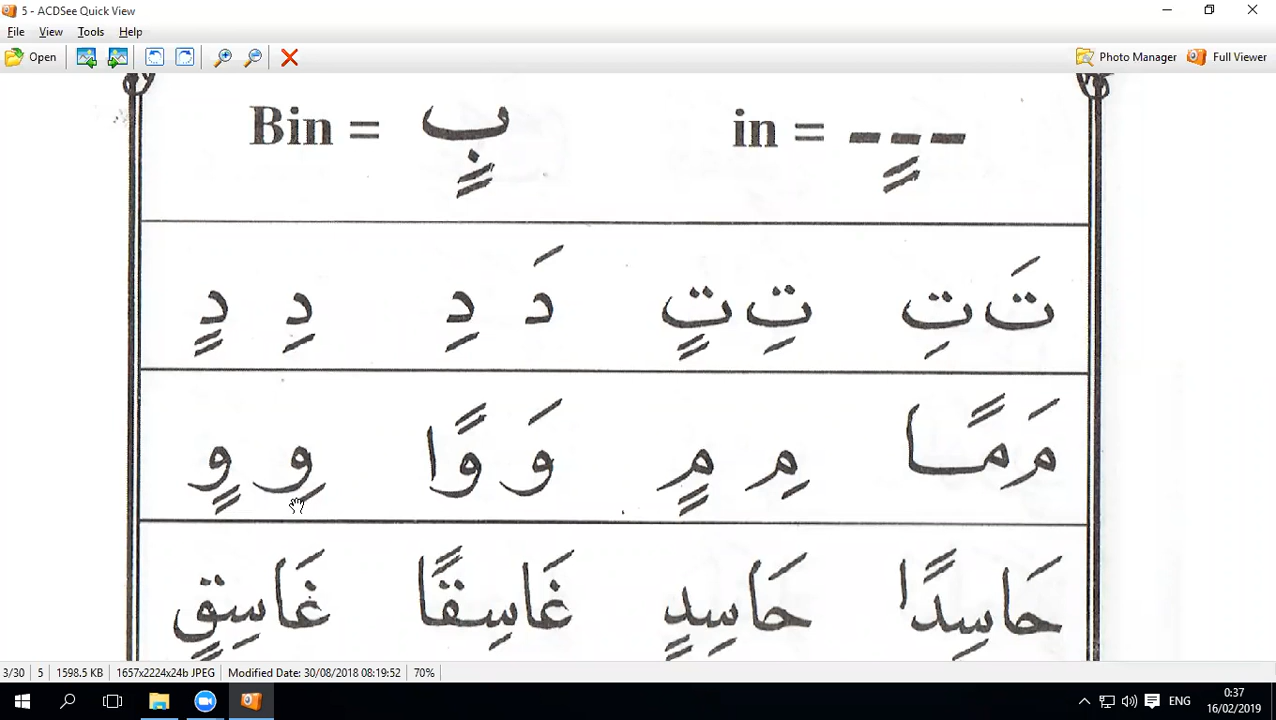 5 - ACDSee Quick View
File View Tools Help
Open Photo Manager Full Viewer
Bin = بٍ in = ---ٍ
تَ تِ تِ تٍ دَ دِ دِ دٍ
مَ مًا مِ مٍ وَ وًا وِ وٍ
حَاسِدًا حَاسِدٍ غَاسِقًا غَاسِقٍ
3/30 5 1598.5 KB 1657x2224x24b JPEG Modified Date: 30/08/2018 08:19:52 70%
ENG 0:37
16/02/2019